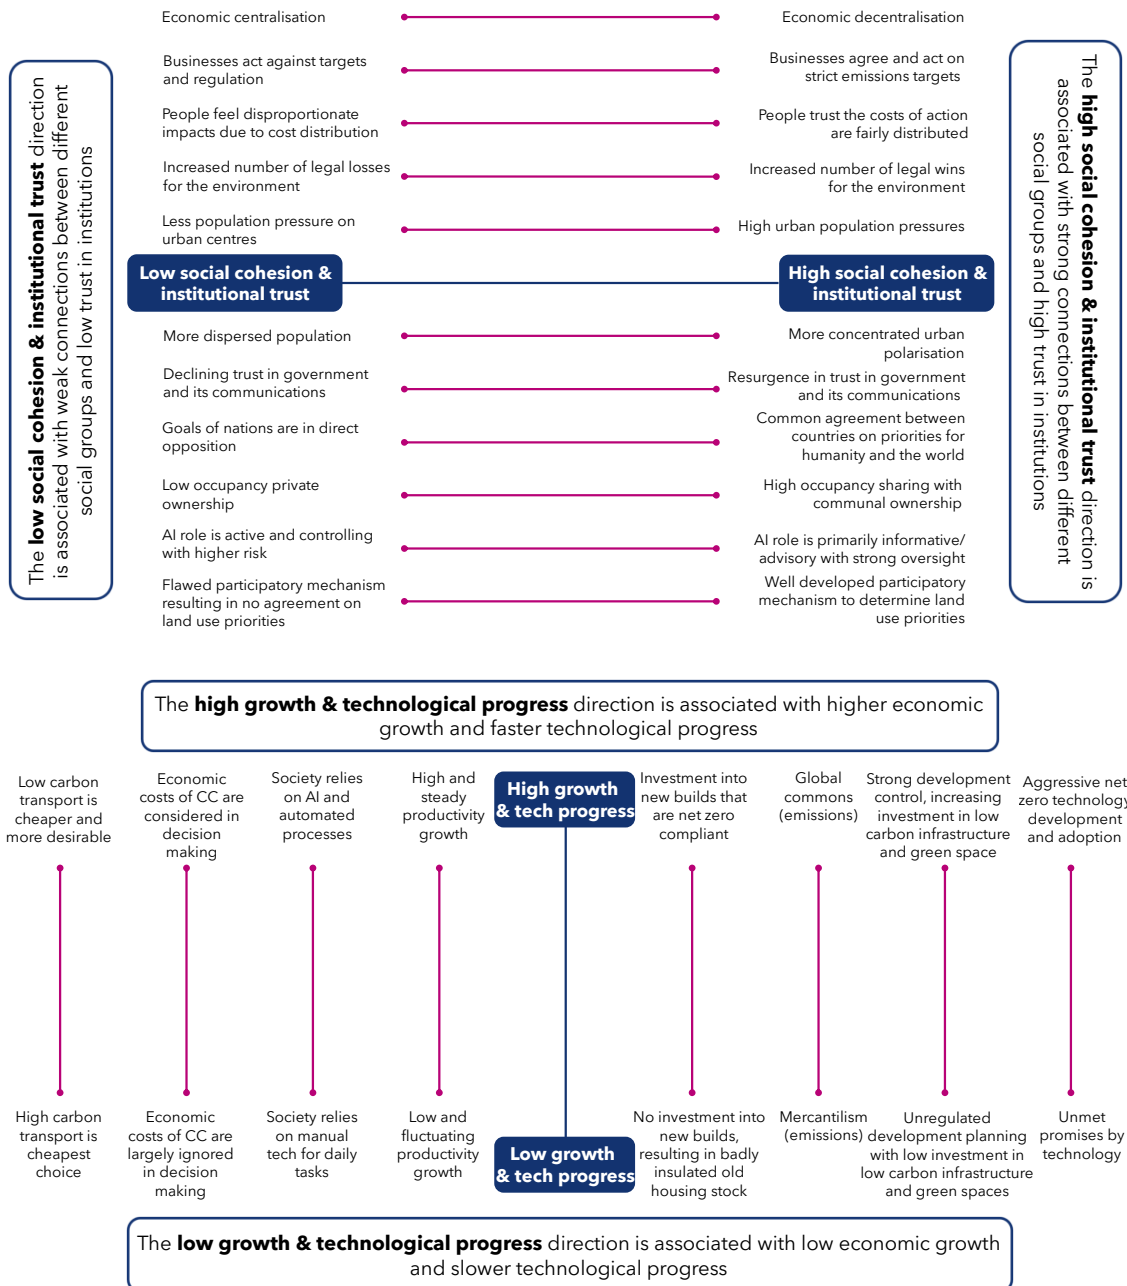 Economic centralisation
Economic decentralisation
Businesses act against targets
and regulation
Businesses agree and act on
strict emissions targets
People feel disproportionate
impacts due to cost distribution
People trust the costs of action
are fairly distributed
Increased number of legal losses
for the environment
Increased number of legal wins
for the environment
Less population pressure on
urban centres
High urban population pressures
Low social cohesion &
institutional trust
High social cohesion &
institutional trust
More dispersed population
More concentrated urban
polarisation
Declining trust in government
and its communications
Resurgence in trust in government
and its communications
Goals of nations are in direct
opposition
Common agreement between
countries on priorities for
humanity and the world
Low occupancy private
ownership
High occupancy sharing with
communal ownership
AI role is active and controlling
with higher risk
AI role is primarily informative/
advisory with strong oversight
Flawed participatory mechanism
resulting in no agreement on
land use priorities
Well developed participatory
mechanism to determine land
use priorities
The low social cohesion & institutional trust direction
is associated with weak connections between different
social groups and low trust in institutions
The high social cohesion & institutional trust direction is
associated with strong connections between different
social groups and high trust in institutions
The high growth & technological progress direction is associated with higher economic
growth and faster technological progress
Low carbon
transport is
cheaper and
more desirable
Economic
costs of CC are
considered in
decision
making
Society relies
on AI and
automated
processes
High and
steady
productivity
growth
High growth
& tech progress
Investment into
new builds that
are net zero
compliant
Global
commons
(emissions)
Strong development
control, increasing
investment in low
carbon infrastructure
and green space
Aggressive net
zero technology
development
and adoption
High carbon
transport is
cheapest
choice
Economic
costs of CC are
largely ignored
in decision
making
Society relies
on manual
tech for daily
tasks
Low and
fluctuating
productivity
growth
Low growth
& tech progress
No investment into
new builds,
resulting in badly
insulated old
housing stock
Mercantilism
(emissions)
Unregulated
development planning
with low investment in
low carbon infrastructure
and green spaces
Unmet
promises by
technology
The low growth & technological progress direction is associated with low economic growth
and slower technological progress